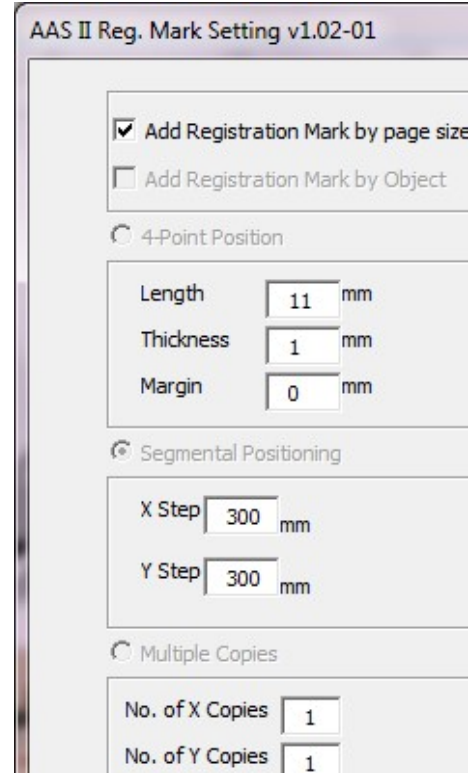 AAS II Reg. Mark Setting v1.02-01
Add Registration Mark by page size
Add Registration Mark by Object
4-Point Position
Length 11 mm
Thickness 1 mm
Margin 0 mm
Segmental Positioning
X Step 300 mm
Y Step 300 mm
Multiple Copies
No. of X Copies 1
No. of Y Copies 1